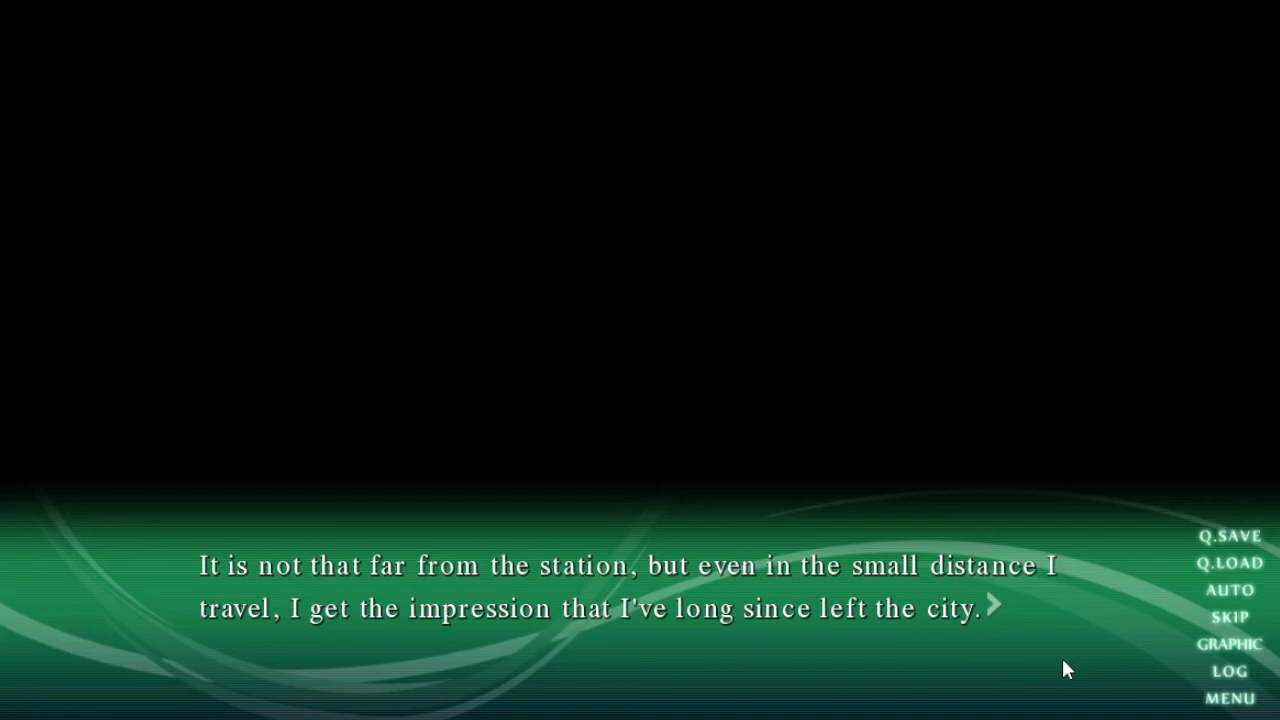 It is not that far from the station, but even in the small distance I
travel, I get the impression that I've long since left the city.
Q.SAVE
Q.LOAD
AUTO
SKIP
GRAPHIC
LOG
MENU